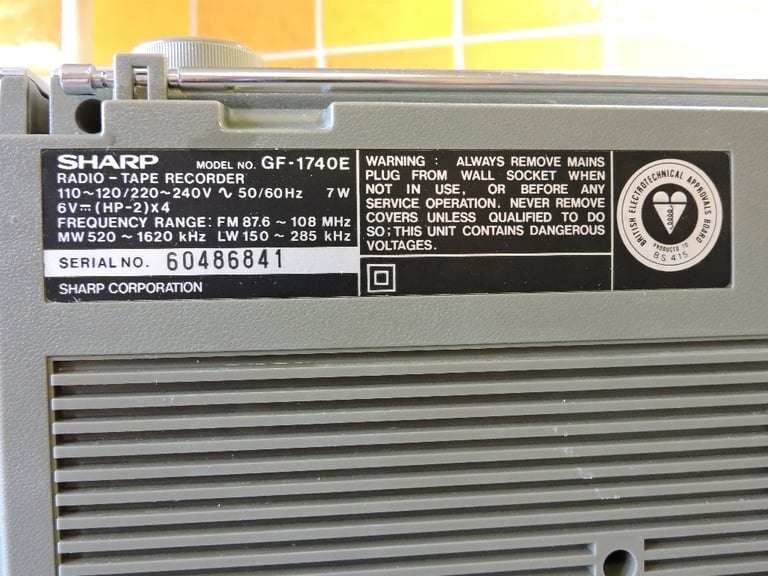 SHARP MODEL NO. GF-1740E
RADIO-TAPE RECORDER
110~120/220~240V ∿ 50/60Hz 7W
6V⎓(HP-2)x4
FREQUENCY RANGE: FM 87.6 ~ 108 MHz
MW 520 ~ 1620 kHz LW 150 ~ 285 kHz
SERIAL NO. 60486841
SHARP CORPORATION
WARNING : ALWAYS REMOVE MAINS
PLUG FROM WALL SOCKET WHEN
NOT IN USE, OR BEFORE ANY
SERVICE OPERATION. NEVER REMOVE
COVERS UNLESS QUALIFIED TO DO
SO; THIS UNIT CONTAINS DANGEROUS
VOLTAGES.
BRITISH ELECTROTECHNICAL APPROVALS BOARD
PRODUCED TO
BS 415